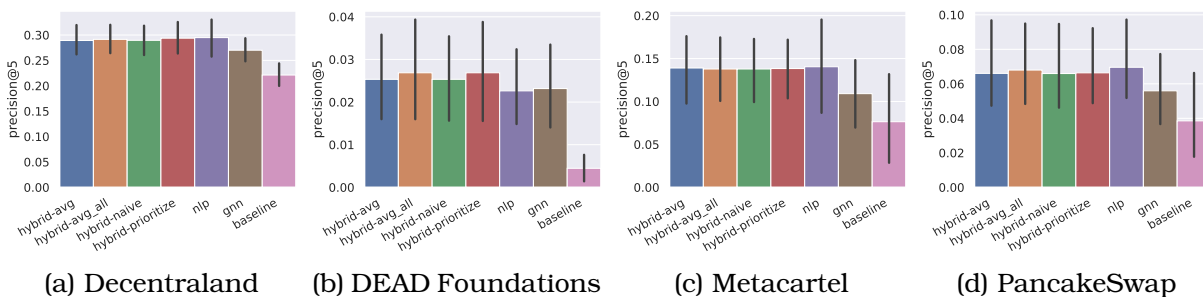 precision@5
0.30
0.25
0.20
0.15
0.10
0.05
0.00
hybrid-avg
hybrid-avg_all
hybrid-naive
hybrid-prioritize
nlp
gnn
baseline
(a) Decentraland
precision@5
0.04
0.03
0.02
0.01
0.00
hybrid-avg
hybrid-avg_all
hybrid-naive
hybrid-prioritize
nlp
gnn
baseline
(b) DEAD Foundations
precision@5
0.20
0.15
0.10
0.05
0.00
hybrid-avg
hybrid-avg_all
hybrid-naive
hybrid-prioritize
nlp
gnn
baseline
(c) Metacartel
precision@5
0.10
0.08
0.06
0.04
0.02
0.00
hybrid-avg
hybrid-avg_all
hybrid-naive
hybrid-prioritize
nlp
gnn
baseline
(d) PancakeSwap